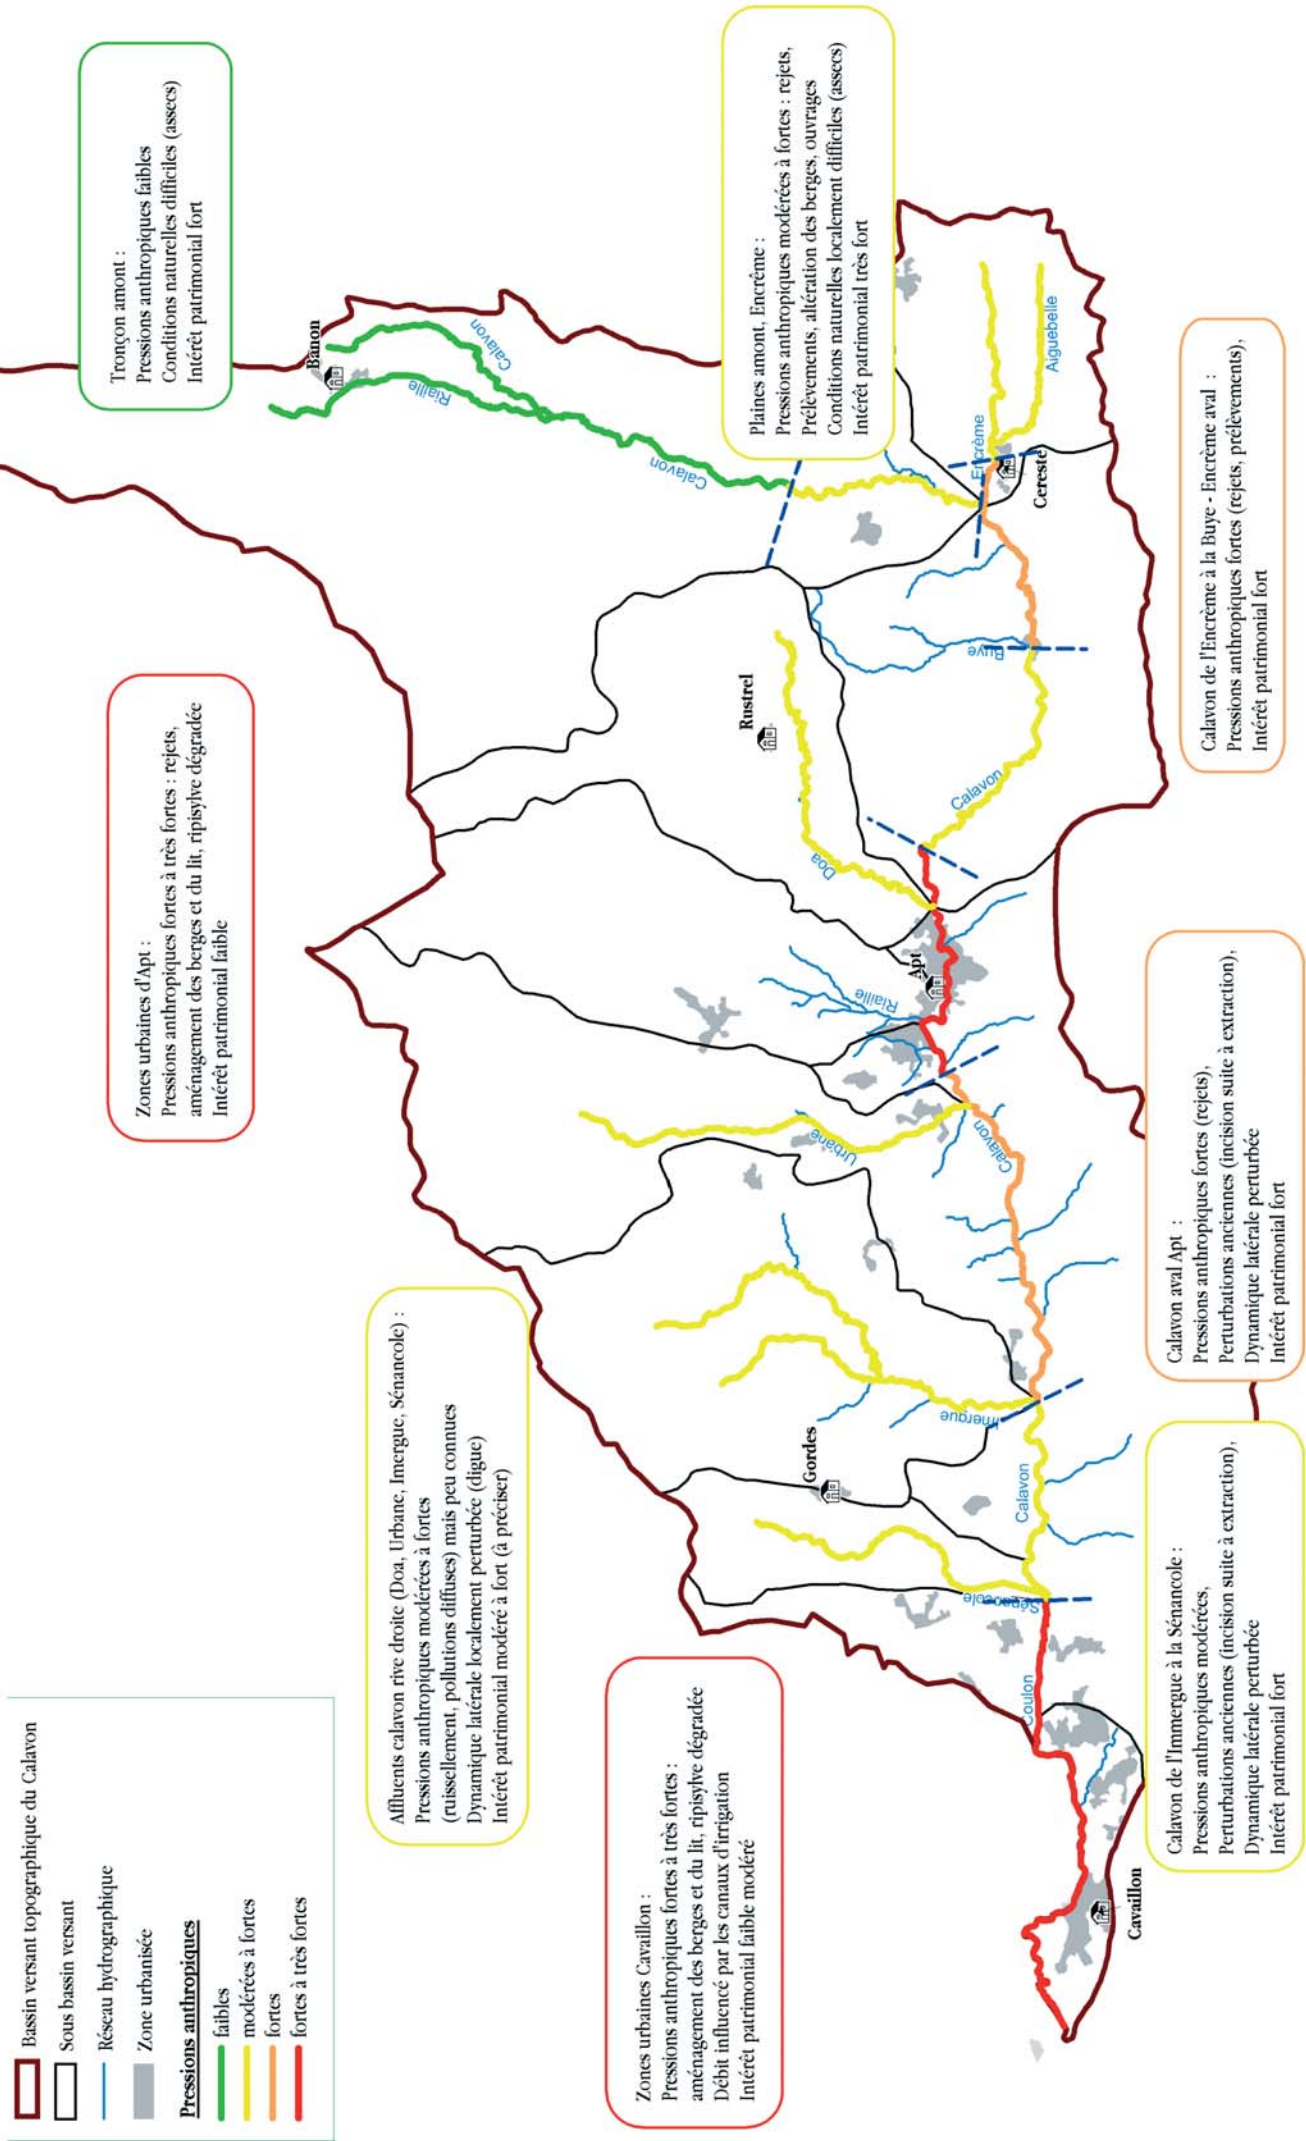 Bassin versant topographique du Calavon
Sous bassin versant
Réseau hydrographique
Zone urbanisée
Pressions anthropiques
faibles
modérées à fortes
fortes
fortes à très fortes
Zones urbaines Cavaillon :
Pressions anthropiques fortes à très fortes :
aménagement des berges et du lit, ripisylve dégradée
Débit influencé par les canaux d'irrigation
Intérêt patrimonial faible modéré
Affluents calavon rive droite (Doa, Urbane, Imergue, Sénancole) :
Pressions anthropiques modérées à fortes
(ruissellement, pollutions diffuses) mais peu connues
Dynamique latérale localement perturbée (digue)
Intérêt patrimonial modéré à fort (à préciser)
Zones urbaines d'Apt :
Pressions anthropiques fortes à très fortes : rejets,
aménagement des berges et du lit, ripisylve dégradée
Intérêt patrimonial faible
Tronçon amont :
Pressions anthropiques faibles
Conditions naturelles difficiles (assecs)
Intérêt patrimonial fort
Plaines amont, Encrême :
Pressions anthropiques modérées à fortes : rejets,
Prélèvements, altération des berges, ouvrages
Conditions naturelles localement difficiles (assecs)
Intérêt patrimonial très fort
Banon
Riaille
Calavon
Calavon
Rustrel
Doa
Buye
Encrème
Aiguebelle
Cereste
Calavon
Apt
Riaille
Urbane
Calavon
Imergue
Gordes
Calavon
Sénancole
Coulon
Cavaillon
Calavon de l'Immergue à la Sénancole :
Pressions anthropiques modérées,
Perturbations anciennes (incision suite à extraction),
Dynamique latérale perturbée
Intérêt patrimonial fort
Calavon aval Apt :
Pressions anthropiques fortes (rejets),
Perturbations anciennes (incision suite à extraction),
Dynamique latérale perturbée
Intérêt patrimonial fort
Calavon de l'Encrème à la Buye - Encrème aval :
Pressions anthropiques fortes (rejets, prélèvements),
Intérêt patrimonial fort